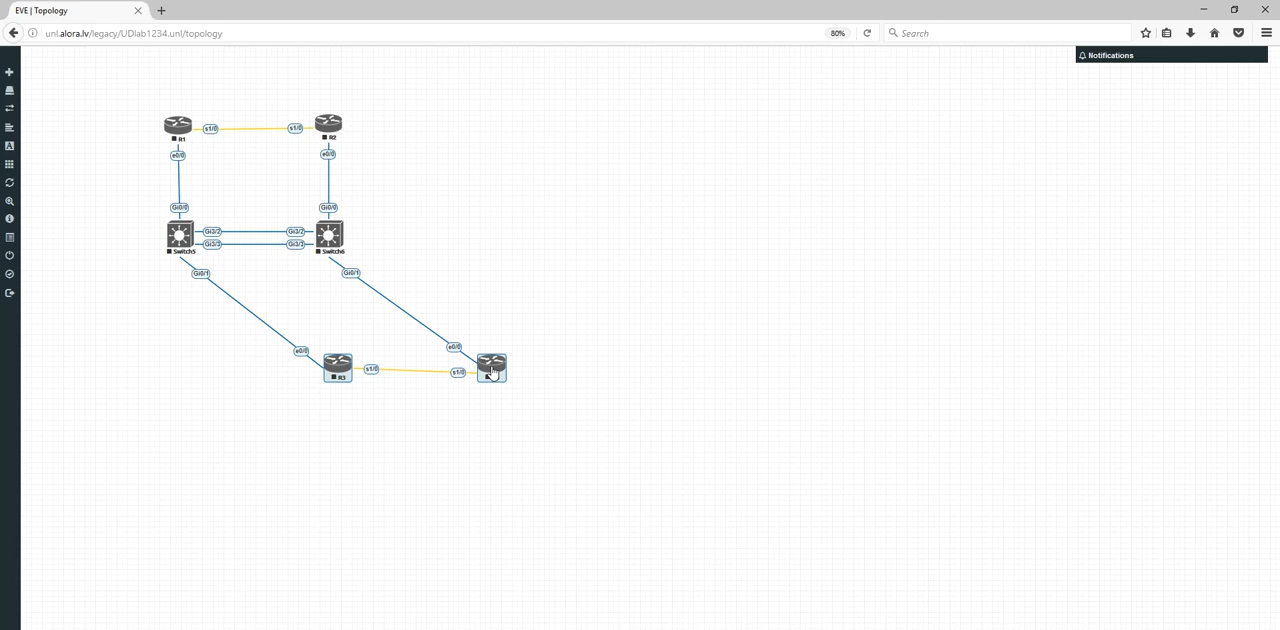 EVE | Topology
unl.alora.lv/legacy/UDlab1234.unl/topology
80%
Search
Notifications
R1
s1/0
s1/0
R2
e0/0
e0/0
Gi0/0
Gi0/0
Gi3/2
Gi3/2
Gi3/3
Gi3/3
Switch5
Switch6
Gi0/1
Gi0/1
e0/0
e0/0
R3
s1/0
s1/0